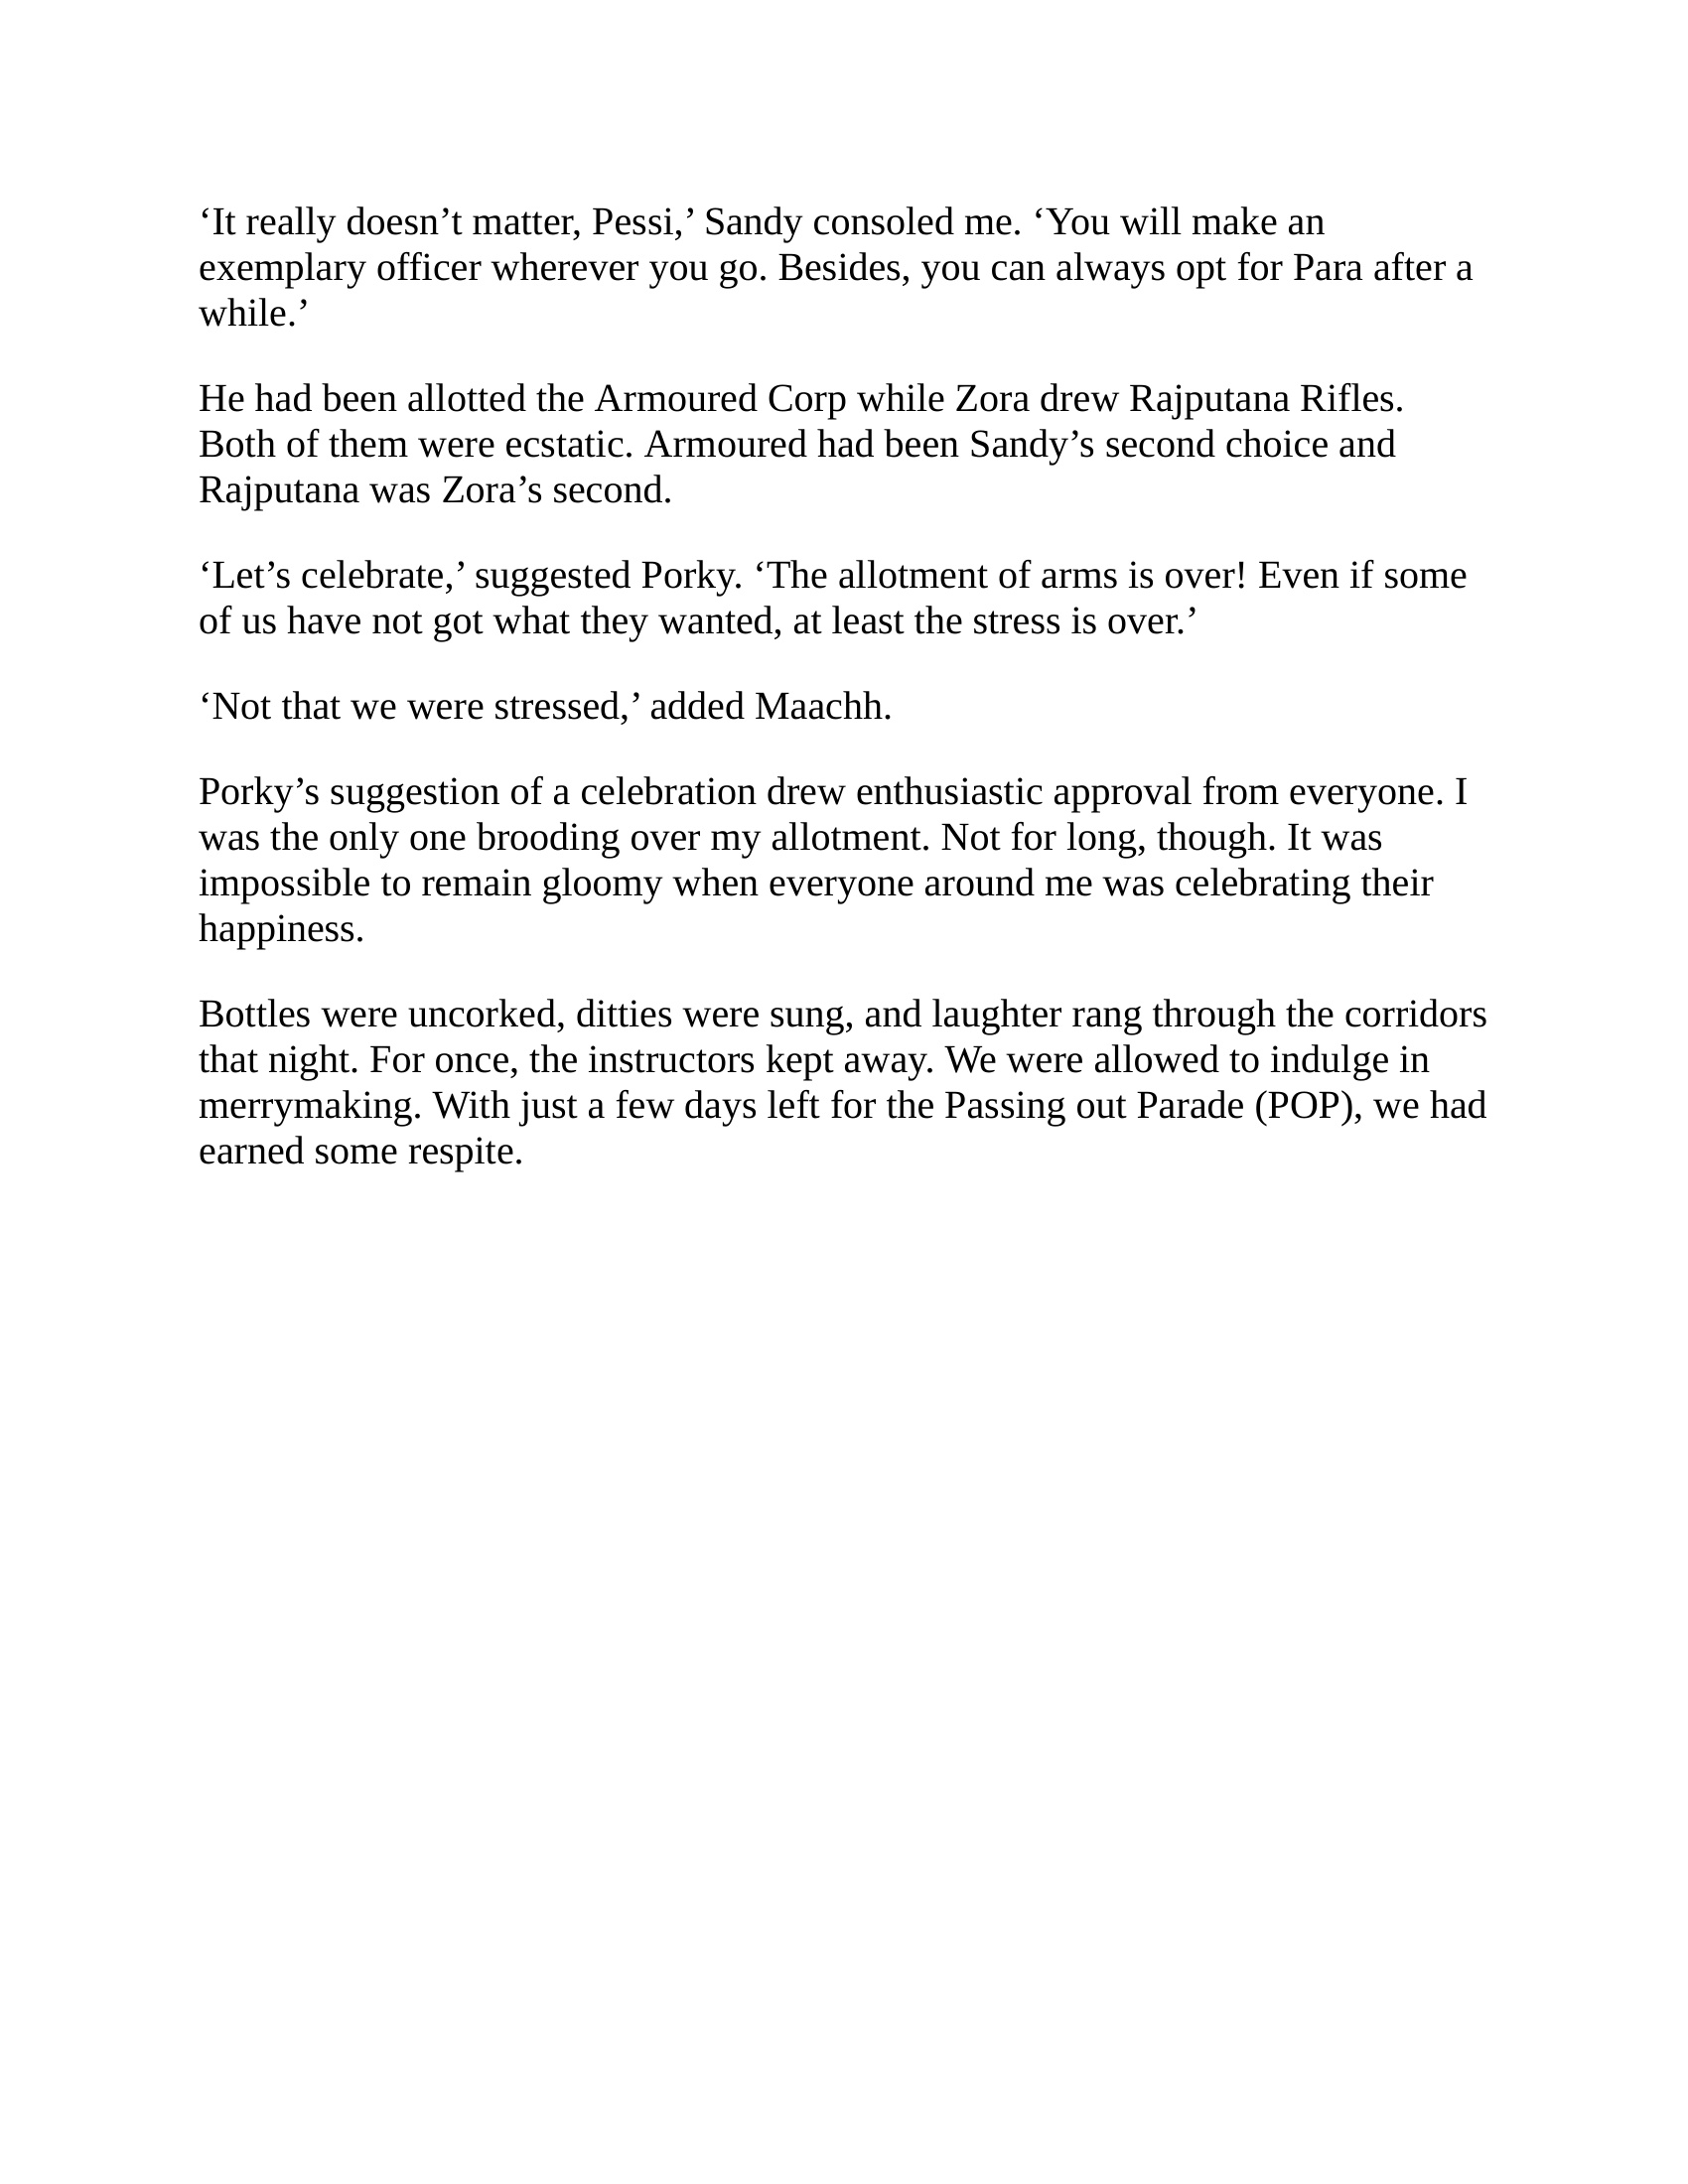 ‘It really doesn’t matter, Pessi,’ Sandy consoled me. ‘You will make an
exemplary officer wherever you go. Besides, you can always opt for Para after a
while.’
He had been allotted the Armoured Corp while Zora drew Rajputana Rifles.
Both of them were ecstatic. Armoured had been Sandy’s second choice and
Rajputana was Zora’s second.
‘Let’s celebrate,’ suggested Porky. ‘The allotment of arms is over! Even if some
of us have not got what they wanted, at least the stress is over.’
‘Not that we were stressed,’ added Maachh.
Porky’s suggestion of a celebration drew enthusiastic approval from everyone. I
was the only one brooding over my allotment. Not for long, though. It was
impossible to remain gloomy when everyone around me was celebrating their
happiness.
Bottles were uncorked, ditties were sung, and laughter rang through the corridors
that night. For once, the instructors kept away. We were allowed to indulge in
merrymaking. With just a few days left for the Passing out Parade (POP), we had
earned some respite.